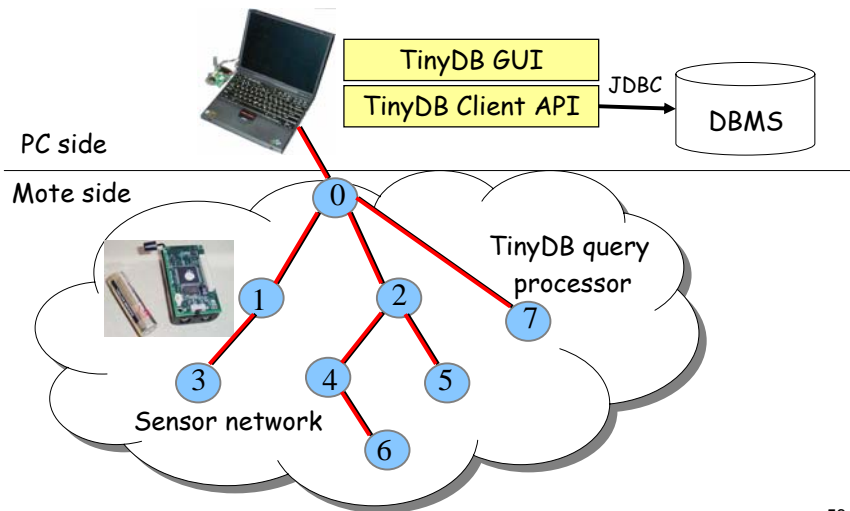 TinyDB GUI
TinyDB Client API
JDBC
DBMS
PC side
Mote side
0
TinyDB query
processor
1
2
7
3
4
5
Sensor network
6